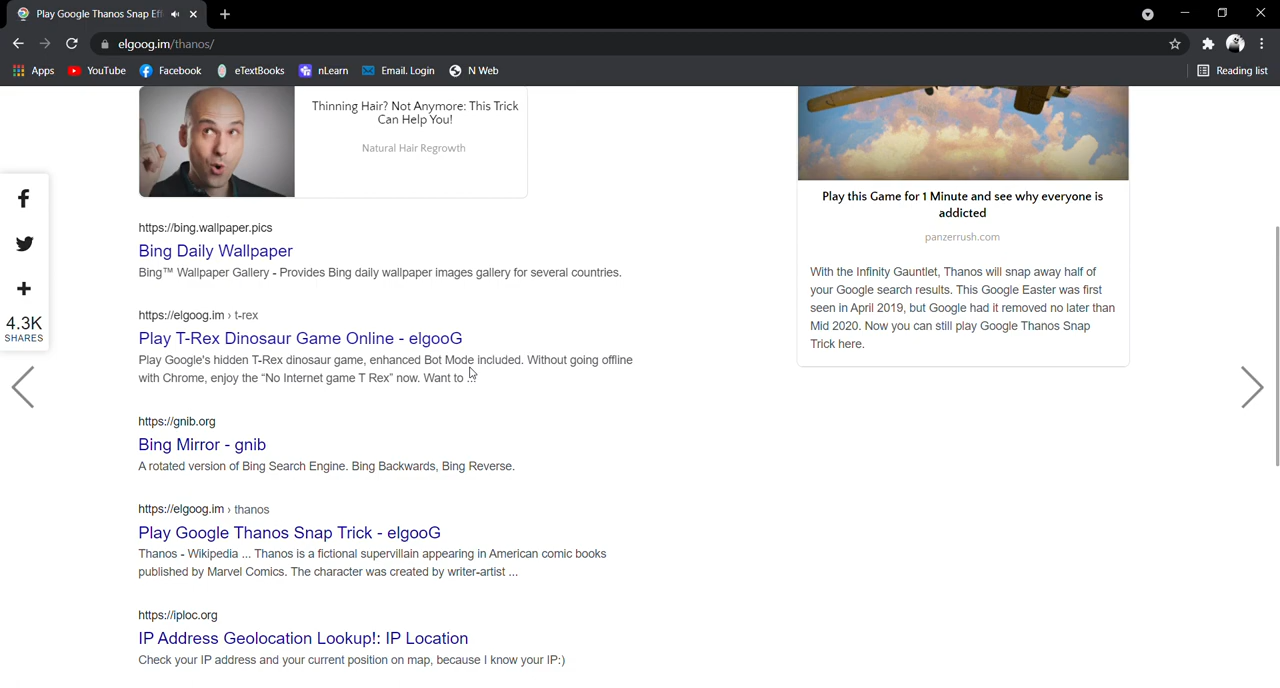 Play Google Thanos Snap Eff
elgoog.im/thanos/
Apps YouTube Facebook eTextBooks nLearn Email. Login N Web Reading list
Thinning Hair? Not Anymore: This Trick
Can Help You!
Natural Hair Regrowth
https://bing.wallpaper.pics
Bing Daily Wallpaper
Bing™ Wallpaper Gallery - Provides Bing daily wallpaper images gallery for several countries.
https://elgoog.im › t-rex
Play T-Rex Dinosaur Game Online - elgooG
Play Google's hidden T-Rex dinosaur game, enhanced Bot Mode included. Without going offline
with Chrome, enjoy the “No Internet game T Rex” now. Want to ...?
https://gnib.org
Bing Mirror - gnib
A rotated version of Bing Search Engine. Bing Backwards, Bing Reverse.
https://elgoog.im › thanos
Play Google Thanos Snap Trick - elgooG
Thanos - Wikipedia ... Thanos is a fictional supervillain appearing in American comic books
published by Marvel Comics. The character was created by writer-artist ...
https://iploc.org
IP Address Geolocation Lookup!: IP Location
Check your IP address and your current position on map, because I know your IP:)
4.3K
SHARES
Play this Game for 1 Minute and see why everyone is
addicted
panzerrush.com
With the Infinity Gauntlet, Thanos will snap away half of
your Google search results. This Google Easter was first
seen in April 2019, but Google had it removed no later than
Mid 2020. Now you can still play Google Thanos Snap
Trick here.